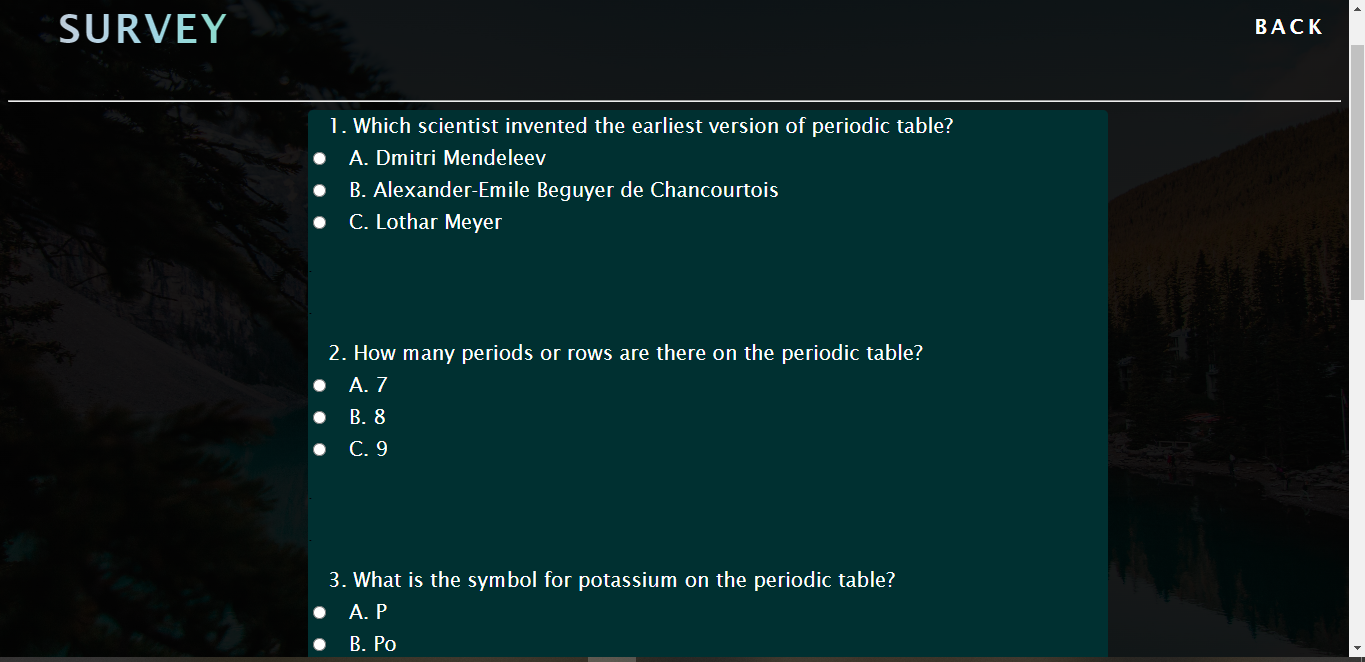 SURVEY
BACK
1. Which scientist invented the earliest version of periodic table?
A. Dmitri Mendeleev
B. Alexander-Emile Beguyer de Chancourtois
C. Lothar Meyer
2. How many periods or rows are there on the periodic table?
A. 7
B. 8
C. 9
3. What is the symbol for potassium on the periodic table?
A. P
B. Po